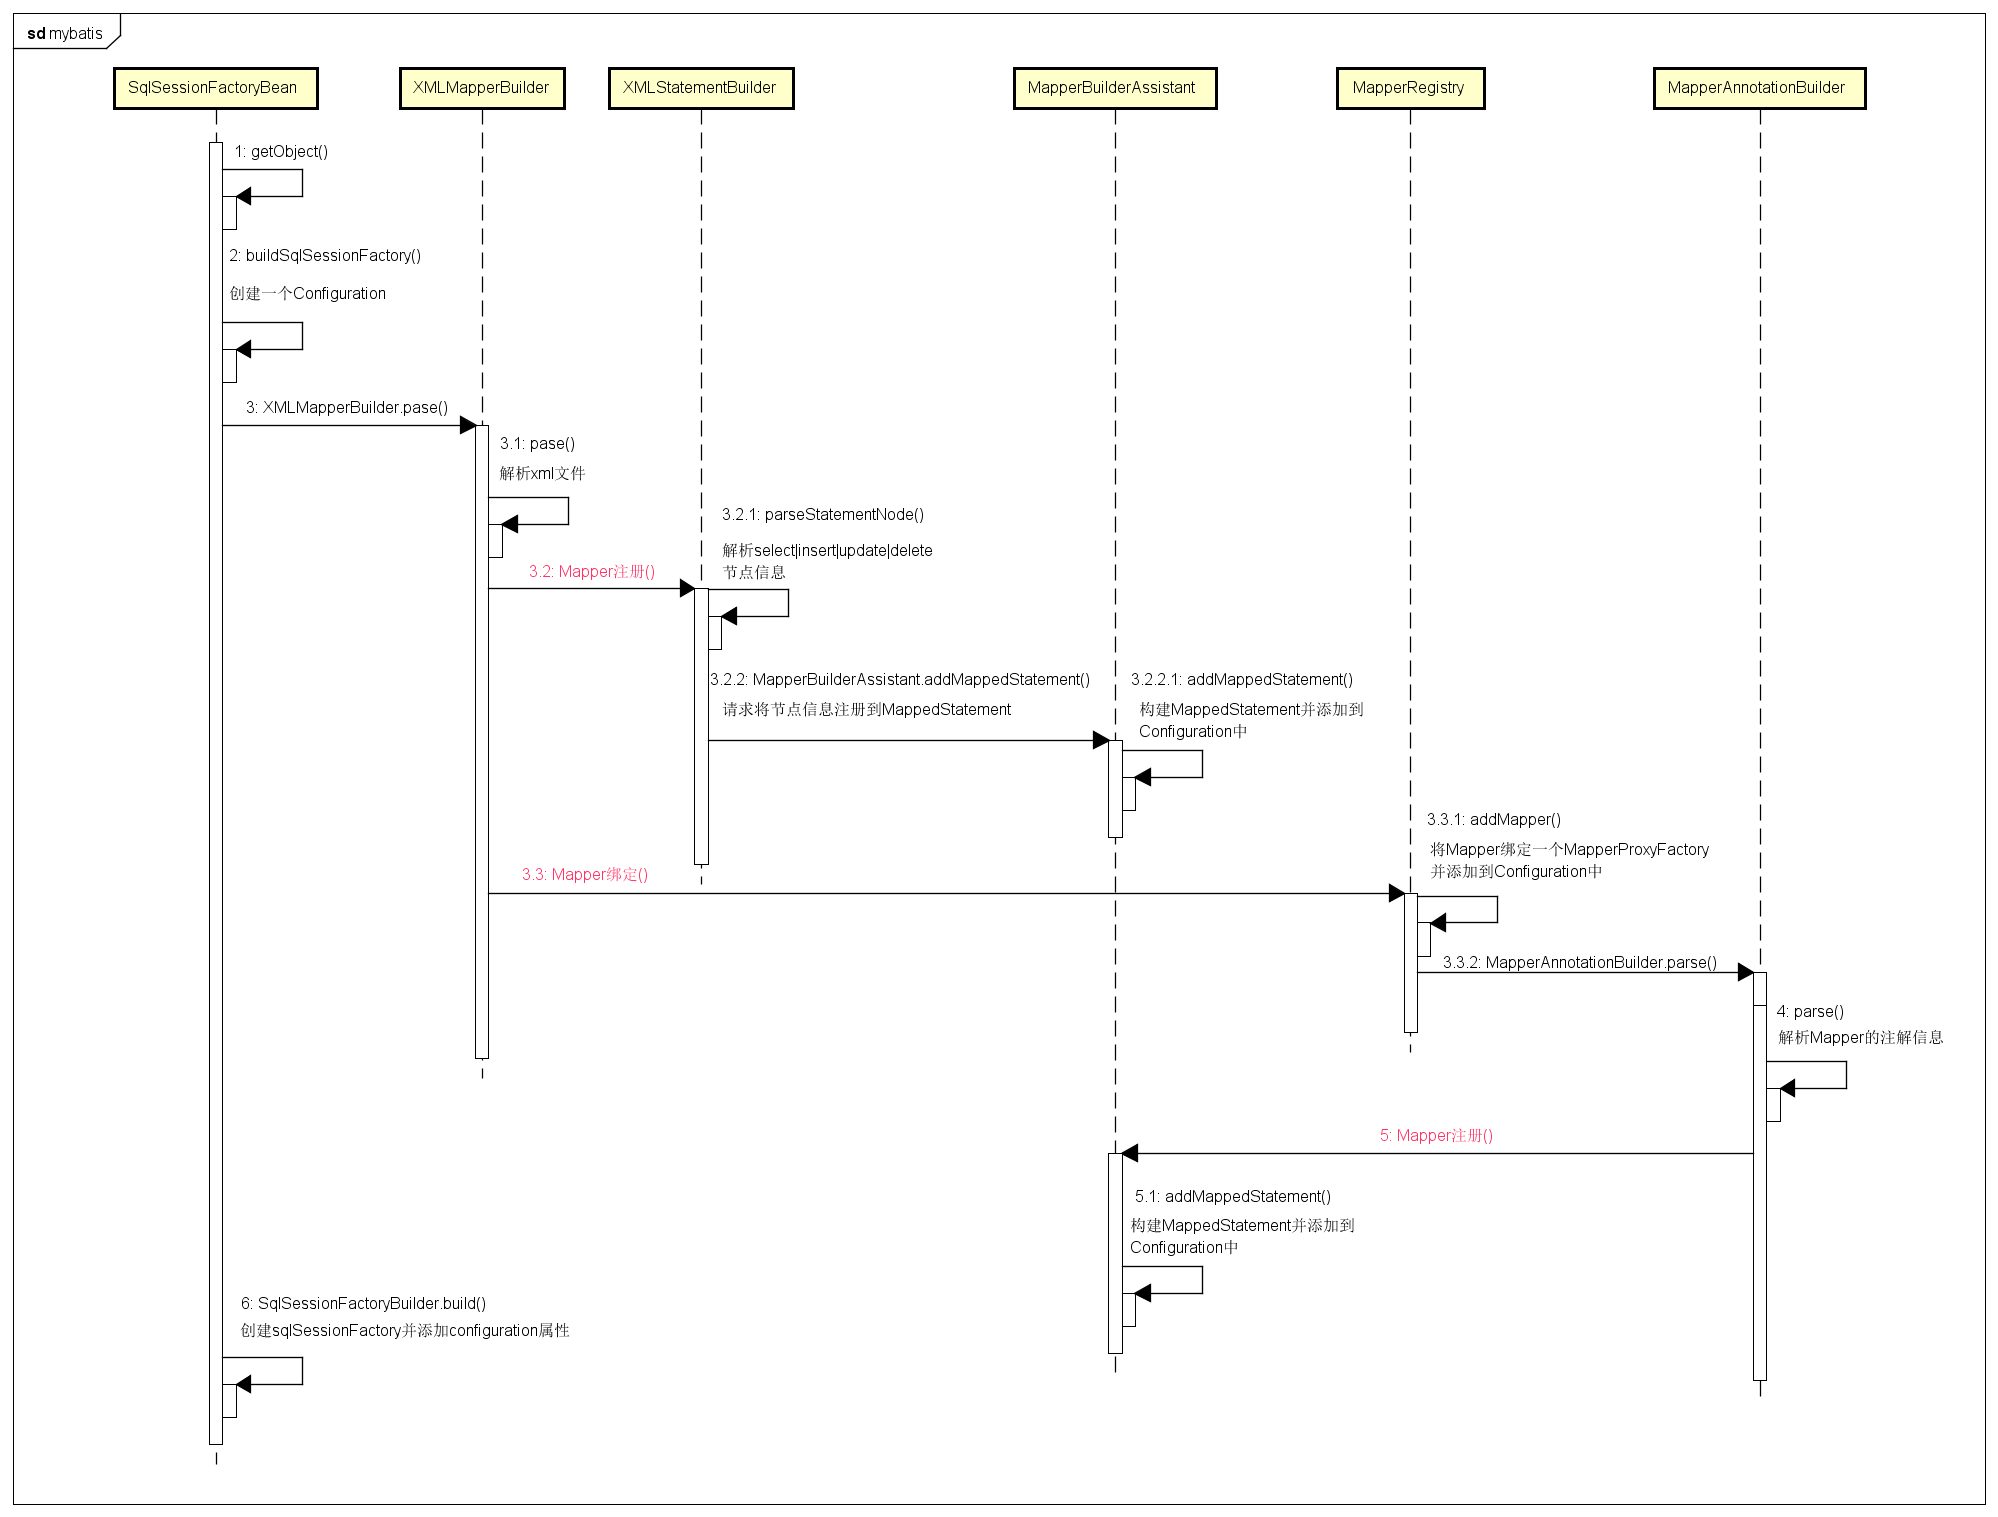 sd mybatis
SqlSessionFactoryBean
XMLMapperBuilder
XMLStatementBuilder
MapperBuilderAssistant
MapperRegistry
MapperAnnotationBuilder
1: getObject()
2: buildSqlSessionFactory()
创建一个Configuration
3: XMLMapperBuilder.pase()
3.1: pase()
解析xml文件
3.2: Mapper注册()
3.2.1: parseStatementNode()
解析select|insert|update|delete
节点信息
3.2.2: MapperBuilderAssistant.addMappedStatement()
请求将节点信息注册到MappedStatement
3.2.2.1: addMappedStatement()
构建MappedStatement并添加到
Configuration中
3.3: Mapper绑定()
3.3.1: addMapper()
将Mapper绑定一个MapperProxyFactory
并添加到Configuration中
3.3.2: MapperAnnotationBuilder.parse()
4: parse()
解析Mapper的注解信息
5: Mapper注册()
5.1: addMappedStatement()
构建MappedStatement并添加到
Configuration中
6: SqlSessionFactoryBuilder.build()
创建sqlSessionFactory并添加configuration属性